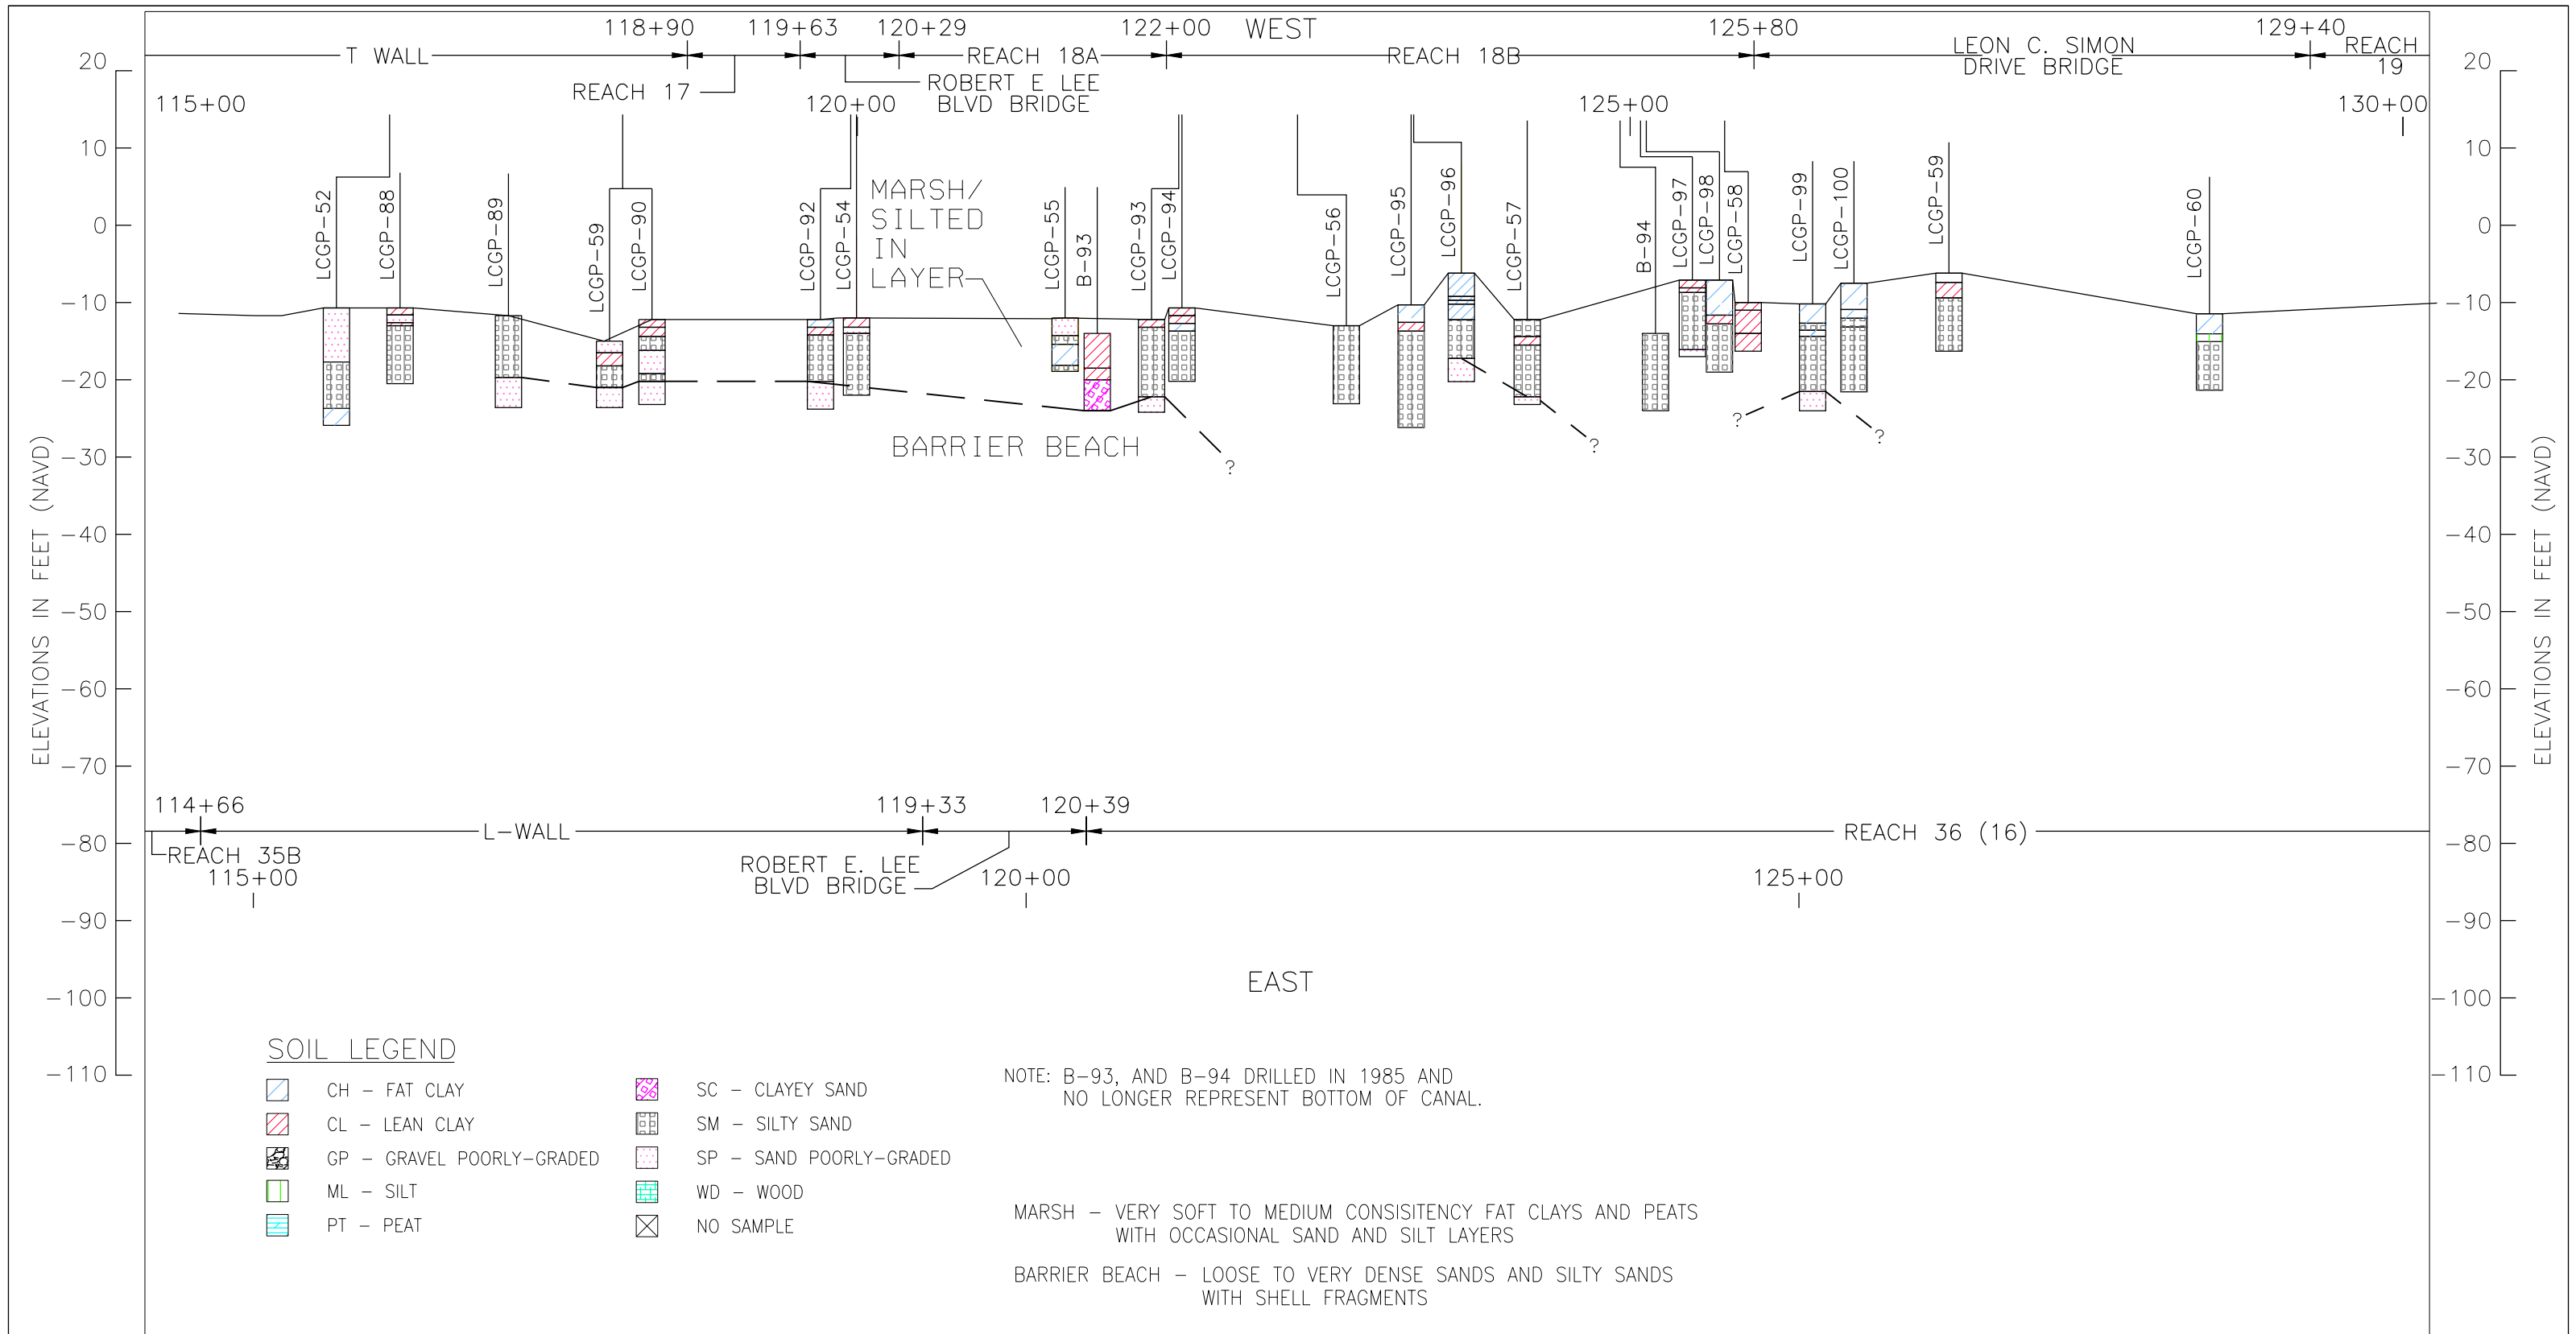 118+90 119+63 120+29 122+00 WEST 125+80 129+40
T WALL REACH 18A REACH 18B LEON C. SIMON DRIVE BRIDGE REACH 19
REACH 17 ROBERT E LEE BLVD BRIDGE
115+00 120+00 125+00 130+00
20
10
0
-10
-20
-30
-40
-50
-60
-70
-80
-90
-100
-110
ELEVATIONS IN FEET (NAVD)
LCGP-52
LCGP-88
LCGP-89
LCGP-59
LCGP-90
LCGP-92
LCGP-54
MARSH/
SILTED
IN
LAYER
LCGP-55
B-93
LCGP-93
LCGP-94
LCGP-56
LCGP-95
LCGP-96
LCGP-57
B-94
LCGP-97
LCGP-98
LCGP-58
LCGP-99
LCGP-100
LCGP-59
LCGP-60
BARRIER BEACH
?
?
?
?
20
10
0
-10
-20
-30
-40
-50
-60
-70
-80
-90
-100
-110
ELEVATIONS IN FEET (NAVD)
114+66 119+33 120+39
L-WALL REACH 36 (16)
REACH 35B
ROBERT E. LEE
BLVD BRIDGE
115+00 120+00 125+00
EAST
SOIL LEGEND
CH - FAT CLAY
CL - LEAN CLAY
GP - GRAVEL POORLY-GRADED
ML - SILT
PT - PEAT
SC - CLAYEY SAND
SM - SILTY SAND
SP - SAND POORLY-GRADED
WD - WOOD
NO SAMPLE
NOTE: B-93, AND B-94 DRILLED IN 1985 AND
NO LONGER REPRESENT BOTTOM OF CANAL.
MARSH - VERY SOFT TO MEDIUM CONSISITENCY FAT CLAYS AND PEATS
WITH OCCASIONAL SAND AND SILT LAYERS
BARRIER BEACH - LOOSE TO VERY DENSE SANDS AND SILTY SANDS
WITH SHELL FRAGMENTS